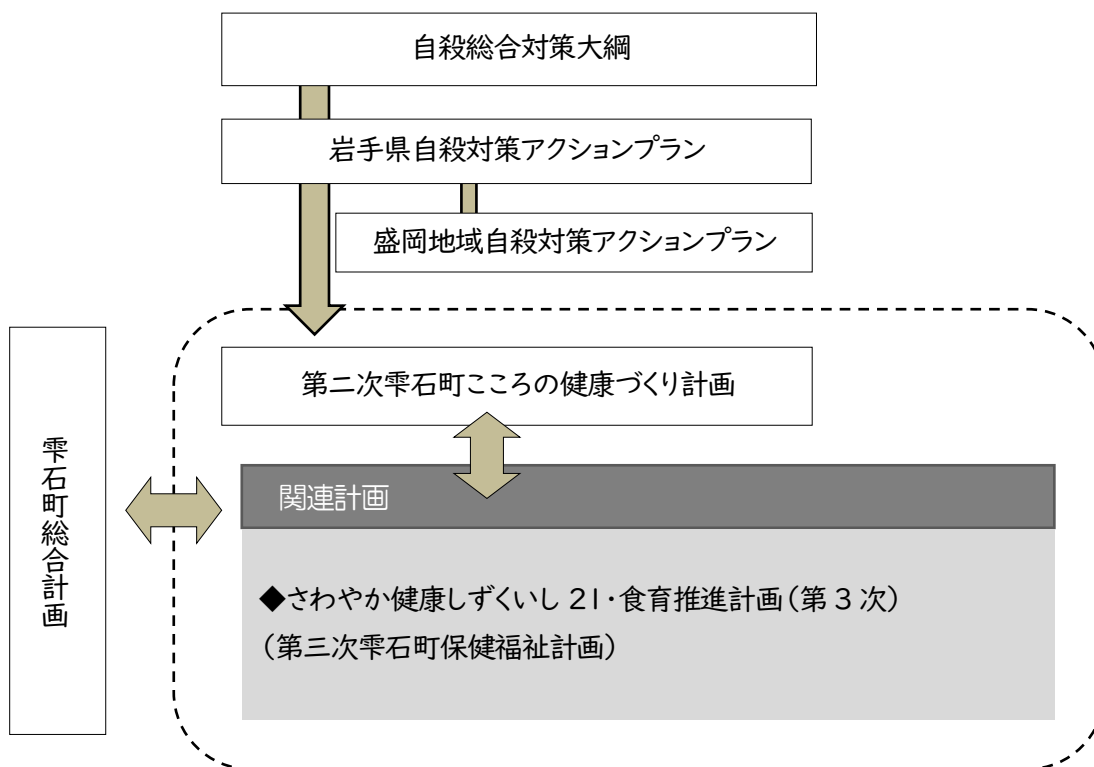 自殺総合対策大綱
岩手県自殺対策アクションプラン
盛岡地域自殺対策アクションプラン
第二次雫石町こころの健康づくり計画
雫石町総合計画
関連計画
◆さわやか健康しずくいし 21・食育推進計画(第 3 次)
(第三次雫石町保健福祉計画)